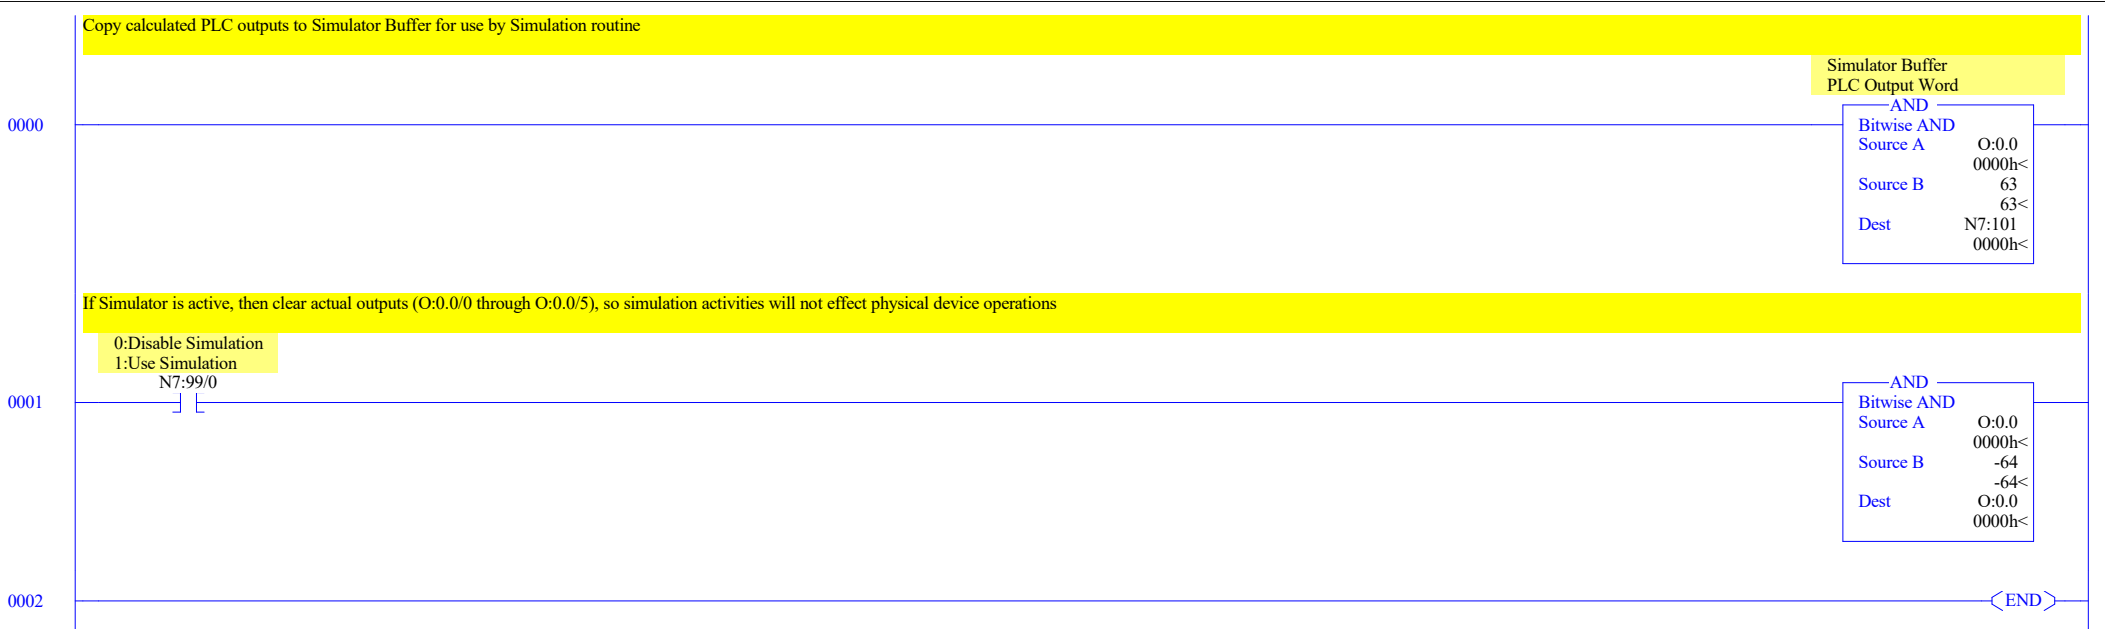 Copy calculated PLC outputs to Simulator Buffer for use by Simulation routine
Simulator Buffer
PLC Output Word
0000
AND
Bitwise AND
Source A O:0.0
0000h<
Source B 63
63<
Dest N7:101
0000h<
If Simulator is active, then clear actual outputs (O:0.0/0 through O:0.0/5), so simulation activities will not effect physical device operations
0:Disable Simulation
1:Use Simulation
N7:99/0
0001
AND
Bitwise AND
Source A O:0.0
0000h<
Source B -64
-64<
Dest O:0.0
0000h<
0002
END